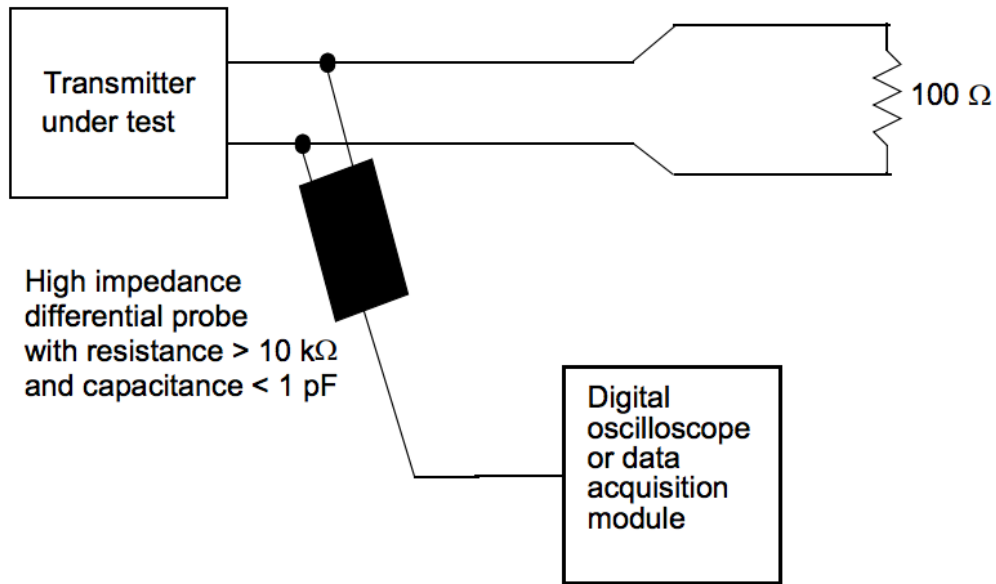 Transmitter
under test
100 Ω
High impedance
differential probe
with resistance > 10 kΩ
and capacitance < 1 pF
Digital
oscilloscope
or data
acquisition
module